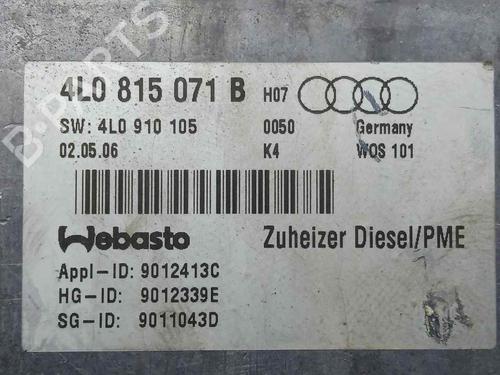 B-PARTS
4L0 815 071 B H07
SW: 4L0 910 105 0050 Germany
02.05.06 K4 WOS 101
Webasto Zuheizer Diesel/PME
Appl-ID: 9012413C
HG-ID: 9012339E
SG-ID: 9011043D